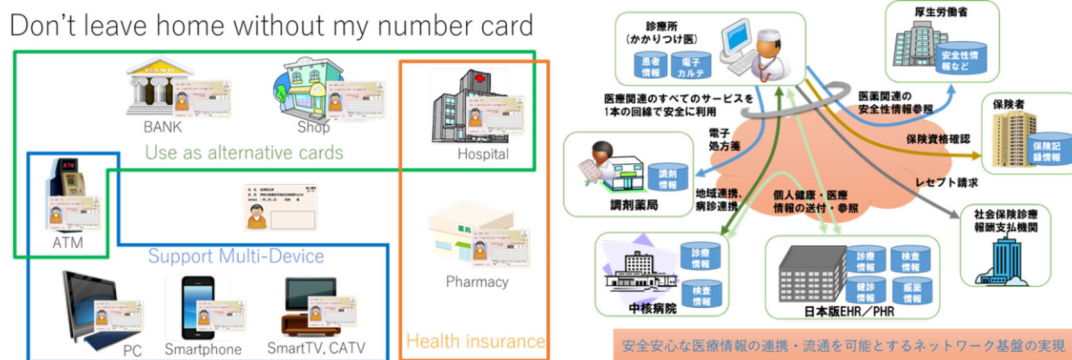 Don't leave home without my number card
BANK
Shop
Hospital
Use as alternative cards
ATM
Support Multi-Device
薬局
Pharmacy
PC
Smartphone
SmartTV, CATV
Health insurance
診療所
(かかりつけ医)
患者
情報
電子
カルテ
厚生労働省
安全性情
報など
医療関連のすべてのサービスを
1本の回線で安全に利用
医薬関連の
安全性情報参照
保険者
保険記
録情報
電子
処方箋
保険資格確認
調剤
情報
調剤薬局
レセプト請求
地域連携、
病診連携
個人健康・医療
情報の送付・参照
社会保険診療
報酬支払機関
診療
情報
検査
情報
中核病院
診療
情報
検査
情報
健診
情報
服薬
情報
日本版EHR/PHR
安全安心な医療情報の連携・流通を可能とするネットワーク基盤の実現